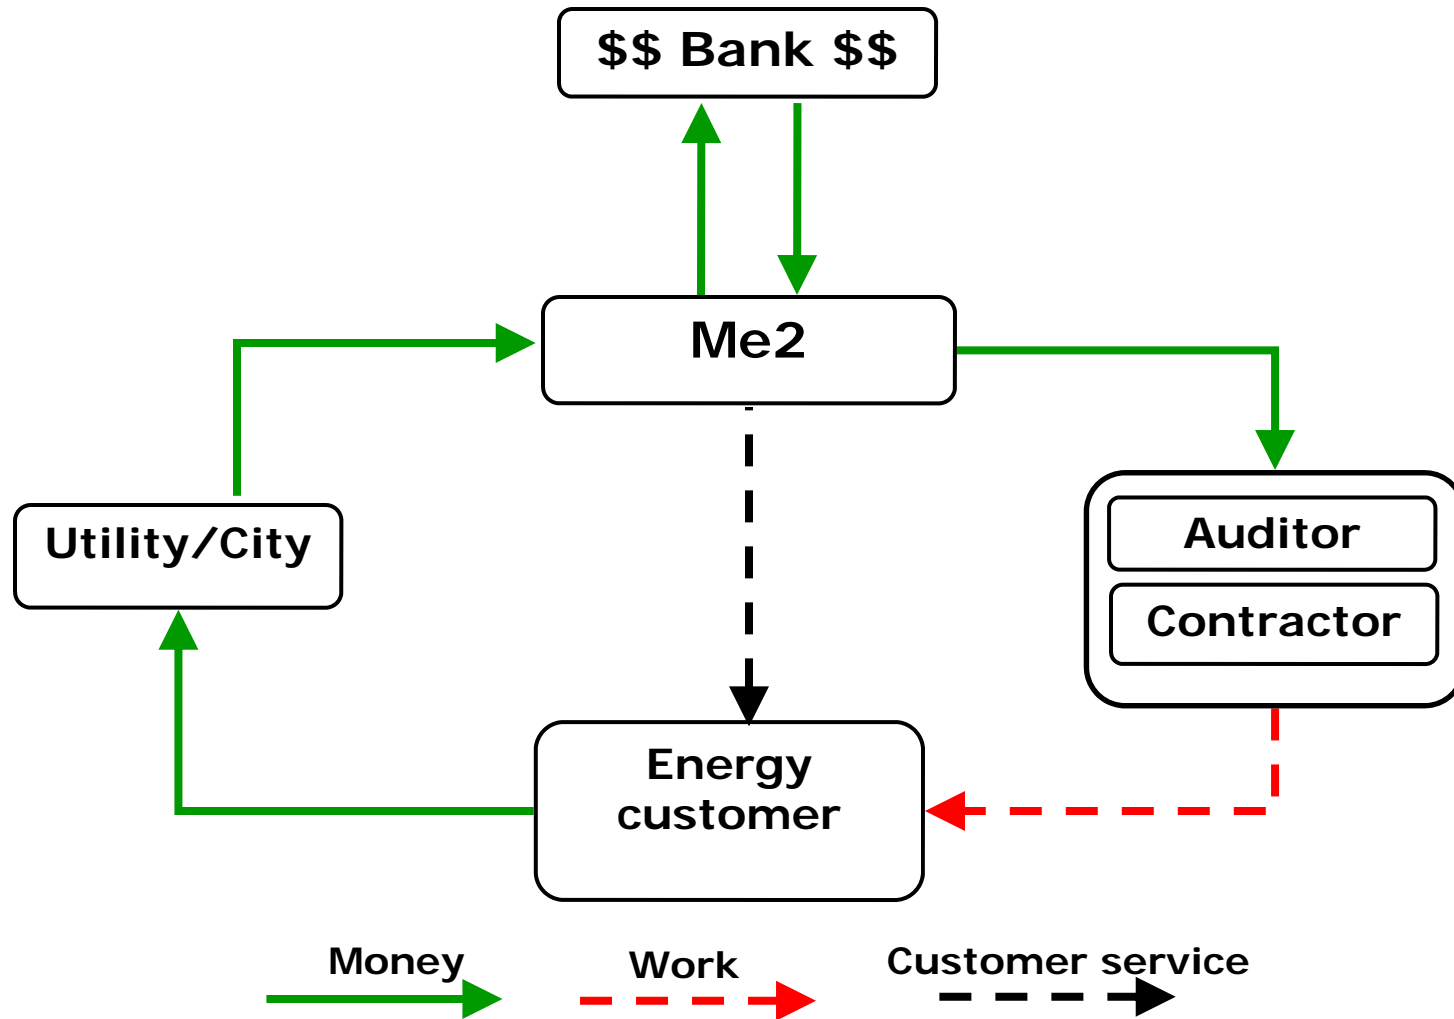 $$ Bank $$
Me2
Utility/City
Auditor
Contractor
Energy
customer
Money
Work
Customer service